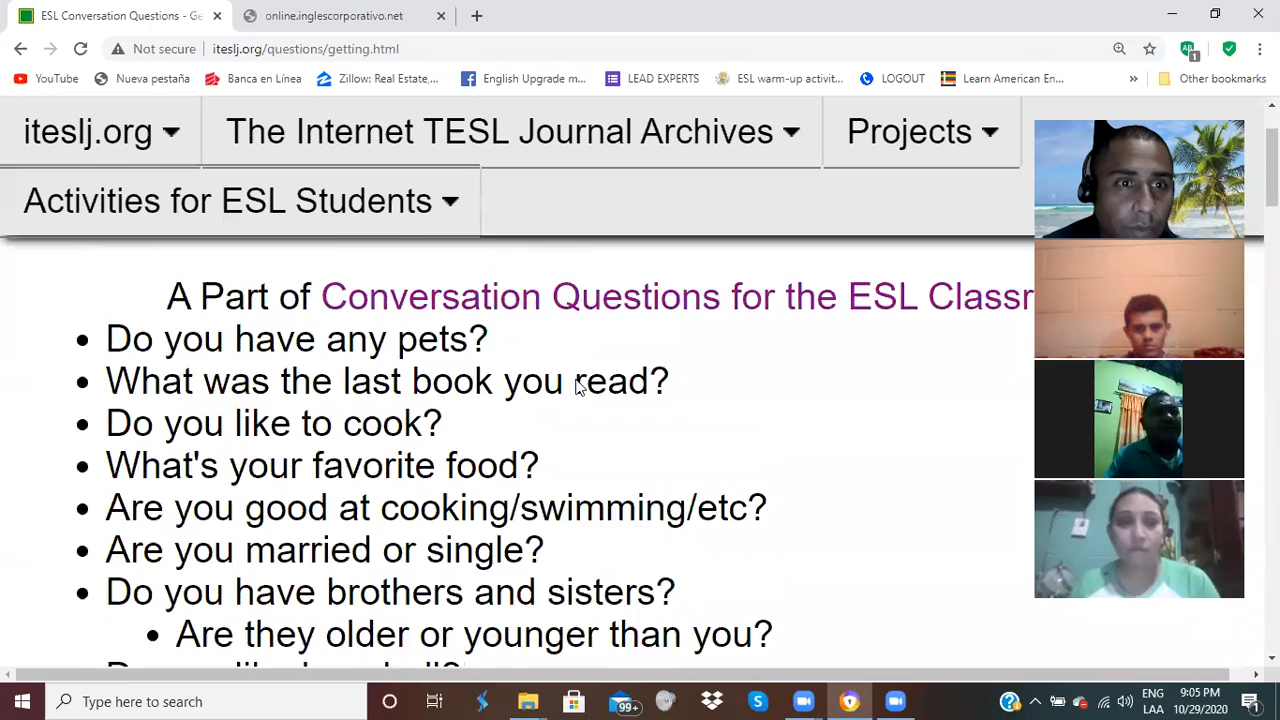 ESL Conversation Questions - Ge
online.inglescorporativo.net
Not secure
iteslj.org/questions/getting.html
YouTube
Nueva pestaña
Banca en Línea
Zillow: Real Estate,...
English Upgrade m...
LEAD EXPERTS
ESL warm-up activit...
LOGOUT
Learn American En...
»
Other bookmarks
iteslj.org
The Internet TESL Journal Archives
Projects
Activities for ESL Students
A Part of Conversation Questions for the ESL Classr
• Do you have any pets?
• What was the last book you read?
• Do you like to cook?
• What's your favorite food?
• Are you good at cooking/swimming/etc?
• Are you married or single?
• Do you have brothers and sisters?
• Are they older or younger than you?
Type here to search
99+
ENG
LAA
9:05 PM
10/29/2020